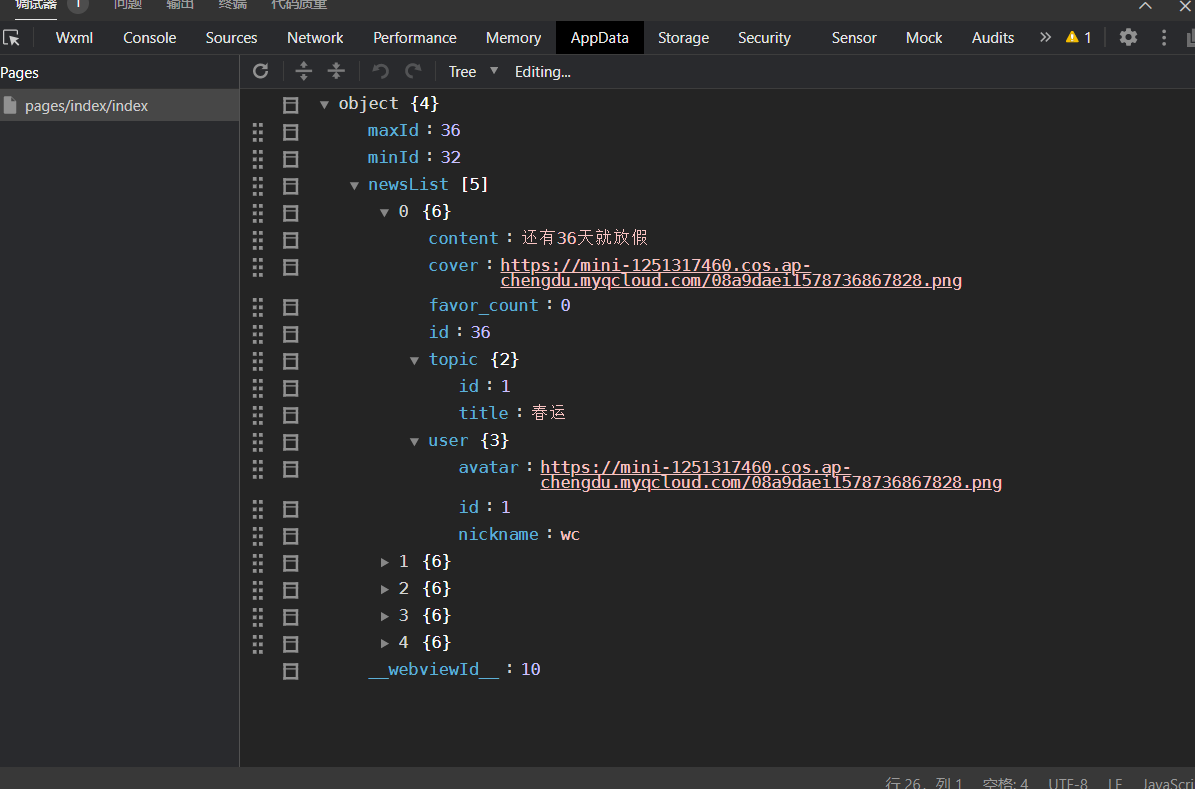 调试器 1 问题 输出 终端 代码质量
Wxml Console Sources Network Performance Memory AppData Storage Security Sensor Mock Audits » 1
Pages
Tree Editing...
pages/index/index
object {4}
maxId : 36
minId : 32
newsList [5]
0 {6}
content : 还有36天就放假
cover : https://mini-1251317460.cos.ap-
chengdu.myqcloud.com/08a9daei1578736867828.png
favor_count : 0
id : 36
topic {2}
id : 1
title : 春运
user {3}
avatar : https://mini-1251317460.cos.ap-
chengdu.myqcloud.com/08a9daei1578736867828.png
id : 1
nickname : wc
1 {6}
2 {6}
3 {6}
4 {6}
__webviewId__ : 10
行 26，列 1 空格: 4 UTF-8 LF JavaScri